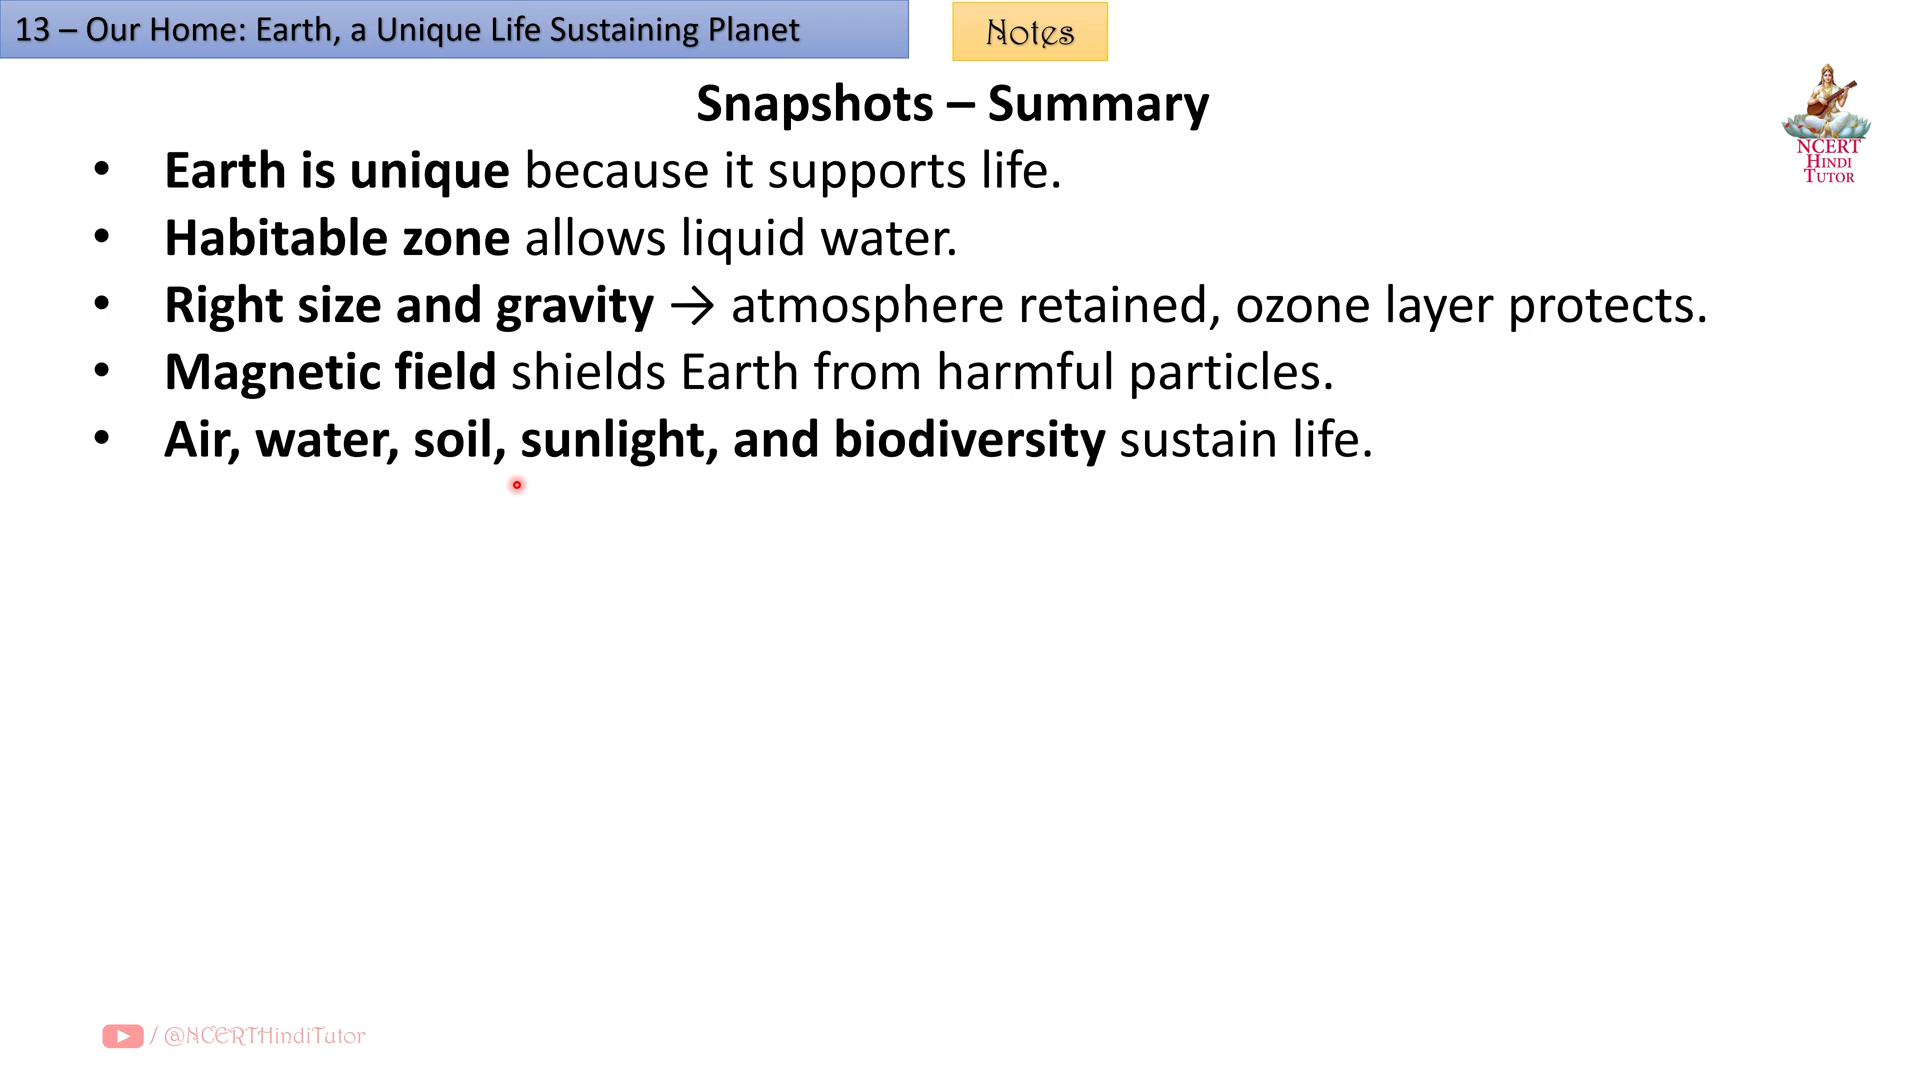 13 – Our Home: Earth, a Unique Life Sustaining Planet
Notes
Snapshots – Summary
NCERT
HINDI
TUTOR
• Earth is unique because it supports life.
• Habitable zone allows liquid water.
• Right size and gravity → atmosphere retained, ozone layer protects.
• Magnetic field shields Earth from harmful particles.
• Air, water, soil, sunlight, and biodiversity sustain life.
/ @NCERTHindiTutor